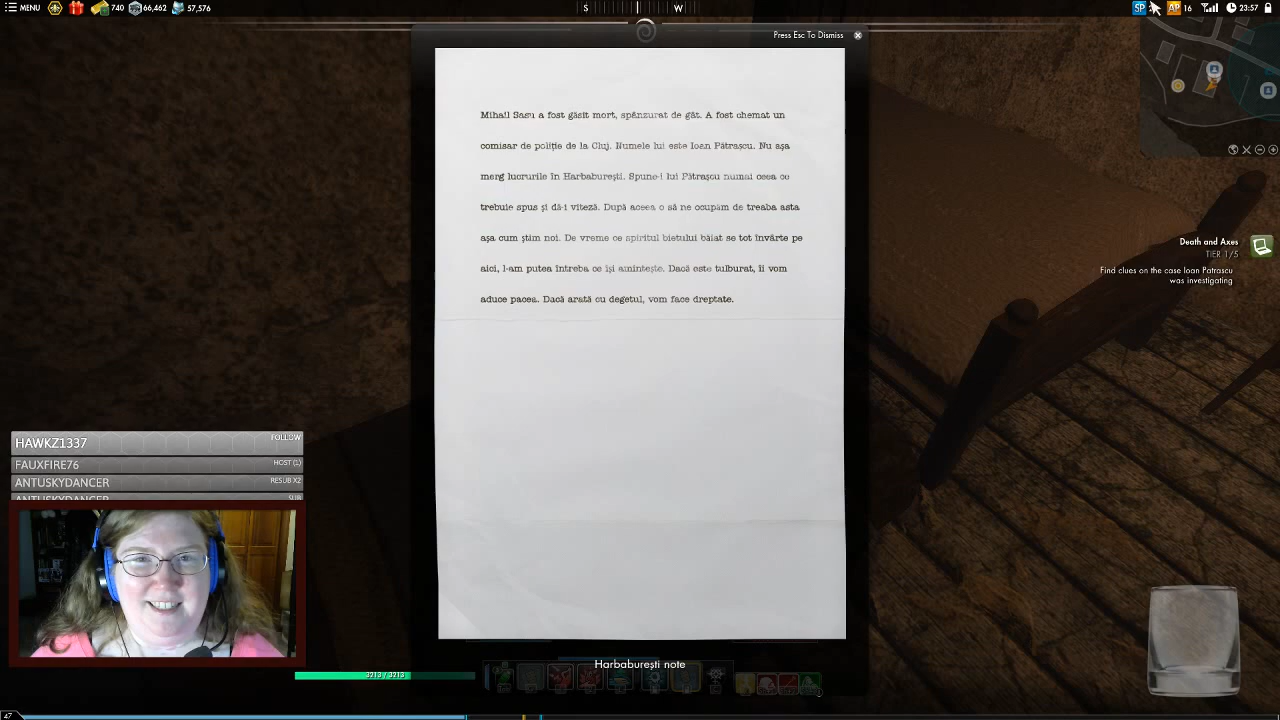 MENU 740 66,462 57,576 S W SP AP 16 23:57
Press Esc To Dismiss
Mihail Sasu a fost găsit mort, spânzurat de gât. A fost chemat un
comisar de poliție de la Cluj. Numele lui este Ioan Pătrașcu. Nu așa
merg lucrurile în Harbaburești. Spune-i lui Pătrașcu numai ceea ce
trebuie spus și dă-i viteză. După aceea o să ne ocupăm de treaba asta
așa cum știm noi. De vreme ce spiritul bietului băiat se tot învârte pe
aici, l-am putea întreba ce își amintește. Dacă este tulburat, îi vom
aduce pacea. Dacă arată cu degetul, vom face dreptate.
Death and Axes
TIER 1/5
Find clues on the case Ioan Patrascu
was investigating
HAWKZ1337 FOLLOW
FAUXFIRE76 HOST (1)
ANTUSKYDANCER RESUB X2
ANTUSKYDANCER SUB
Harbaburești note
3213 / 3213
47